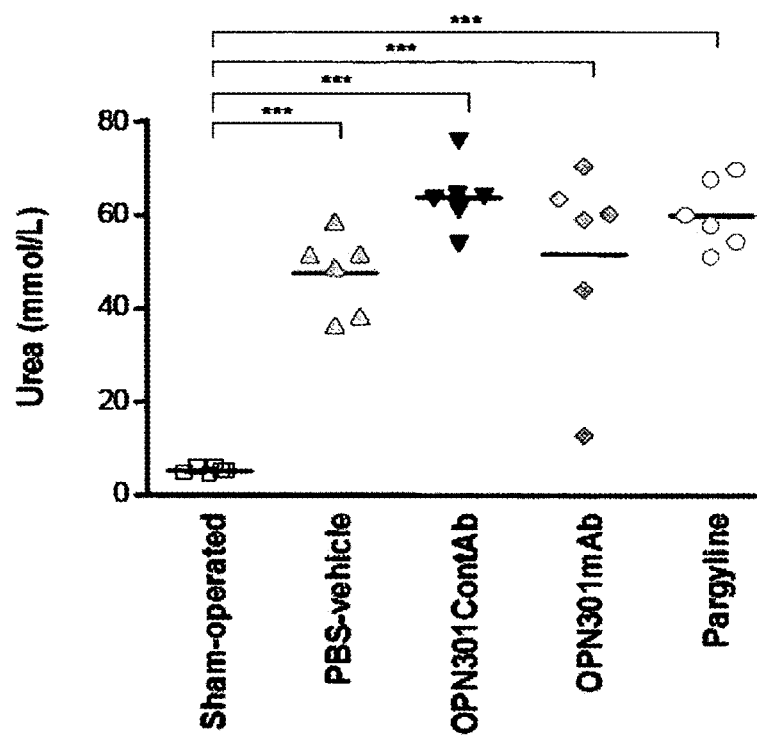 ***
***
***
***
Urea (mmol/L)
80
60
40
20
0
Sham-operated
PBS-vehicle
OPN301ContAb
OPN301mAb
Pargyline